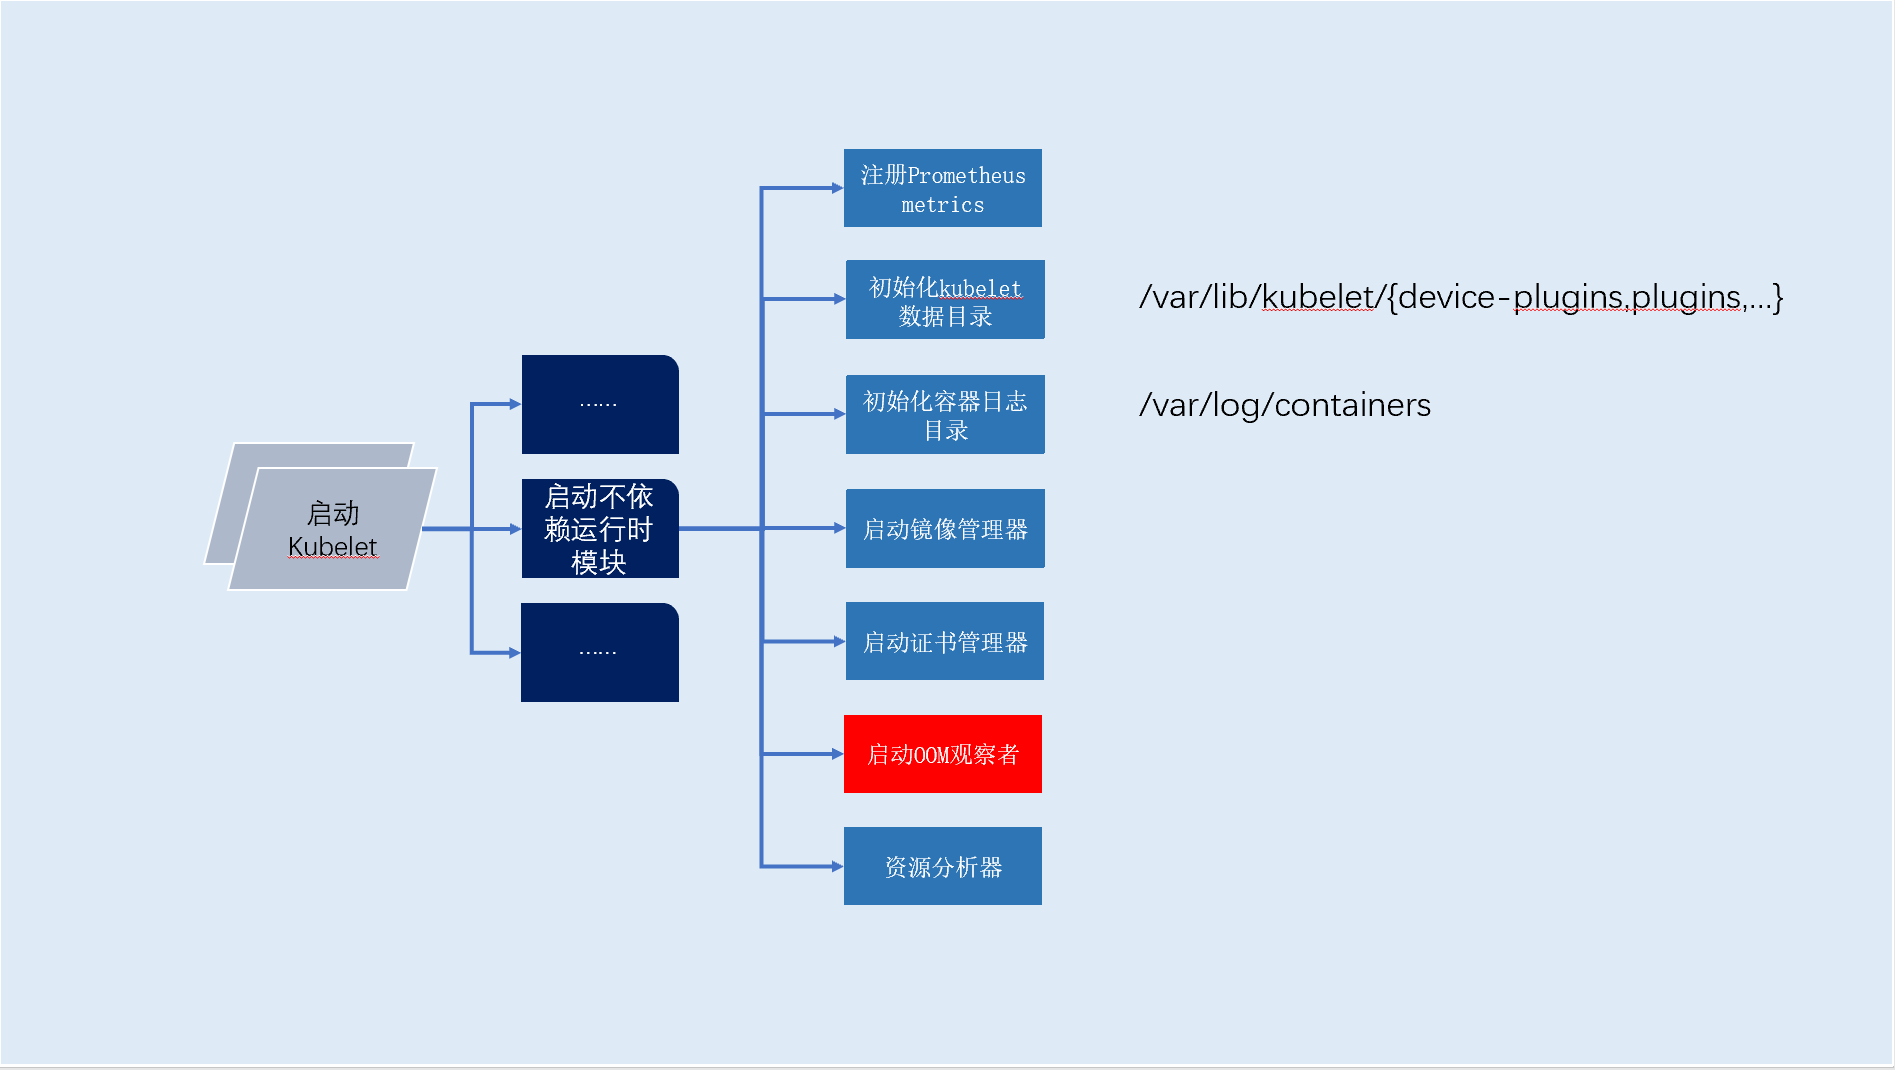 启动
Kubelet
……
启动不依
赖运行时
模块
……
注册Prometheus
metrics
初始化kubelet
数据目录
/var/lib/kubelet/{device-plugins,plugins,...}
初始化容器日志
目录
/var/log/containers
启动镜像管理器
启动证书管理器
启动OOM观察者
资源分析器